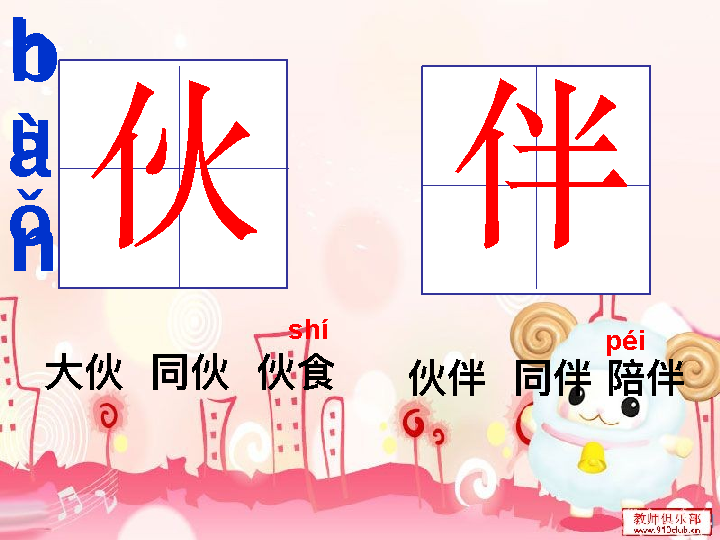 伙 伴
shí péi
大伙 同伙 伙食 伙伴 同伴 陪伴
教师俱乐部
www.910club.cn